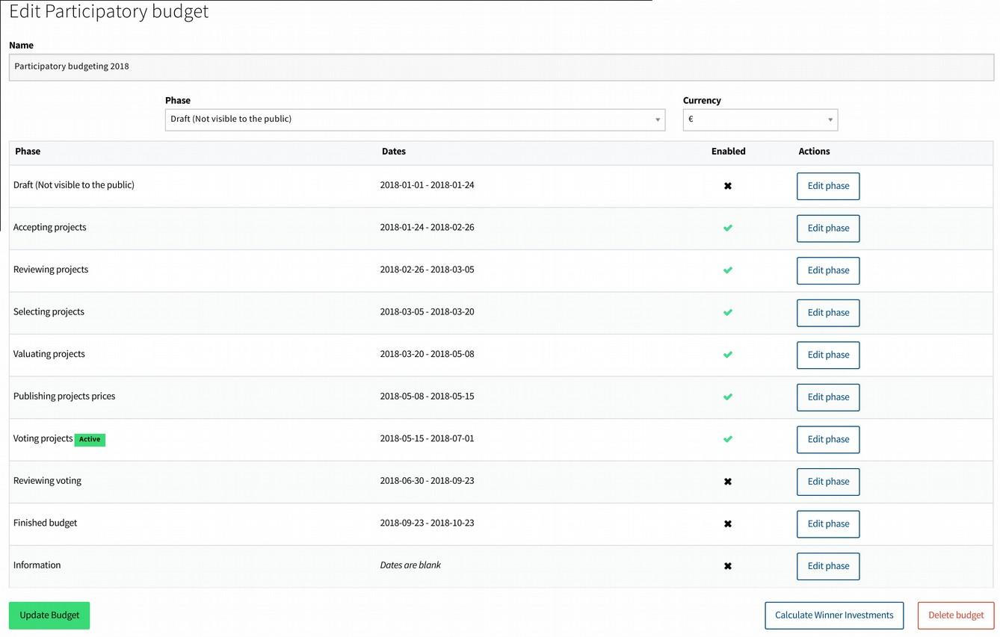 Edit Participatory budget
Name
Participatory budgeting 2018
Phase Currency
Draft (Not visible to the public) €
Phase Dates Enabled Actions
Draft (Not visible to the public) 2018-01-01 - 2018-01-24 ✖ Edit phase
Accepting projects 2018-01-24 - 2018-02-26 ✔ Edit phase
Reviewing projects 2018-02-26 - 2018-03-05 ✔ Edit phase
Selecting projects 2018-03-05 - 2018-03-20 ✔ Edit phase
Valuating projects 2018-03-20 - 2018-05-08 ✔ Edit phase
Publishing projects prices 2018-05-08 - 2018-05-15 ✔ Edit phase
Voting projects Active 2018-05-15 - 2018-07-01 ✔ Edit phase
Reviewing voting 2018-06-30 - 2018-09-23 ✖ Edit phase
Finished budget 2018-09-23 - 2018-10-23 ✖ Edit phase
Information Dates are blank ✖ Edit phase
Update Budget Calculate Winner Investments Delete budget